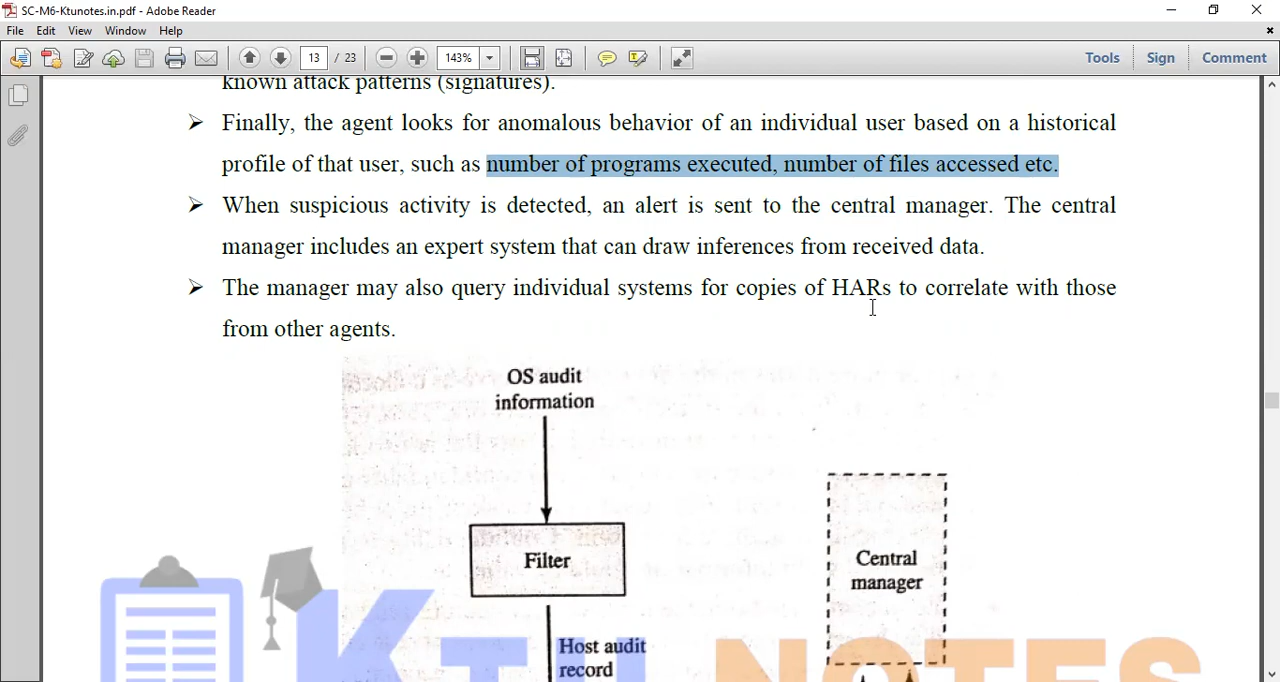 SC-M6-Ktunotes.in.pdf - Adobe Reader
File Edit View Window Help
13 / 23 143% Tools Sign Comment
known attack patterns (signatures).
➢ Finally, the agent looks for anomalous behavior of an individual user based on a historical
profile of that user, such as number of programs executed, number of files accessed etc.
➢ When suspicious activity is detected, an alert is sent to the central manager. The central
manager includes an expert system that can draw inferences from received data.
➢ The manager may also query individual systems for copies of HARs to correlate with those
from other agents.
OS audit
information
Filter
Central
manager
Host audit
record
KTU NOTES